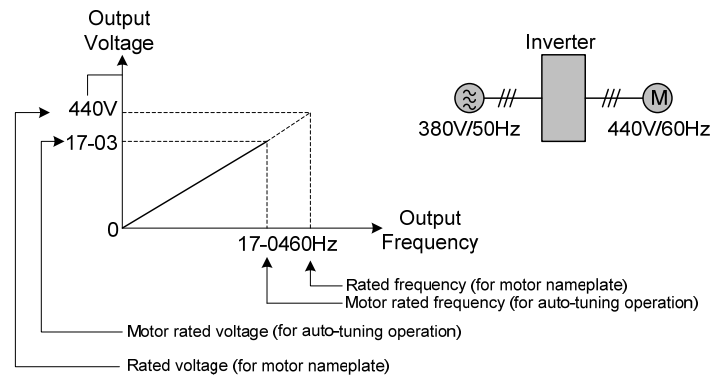 Output
Voltage
Inverter
440V
M
380V/50Hz
440V/60Hz
17-03
0
Output
Frequency
17-0460Hz
Rated frequency (for motor nameplate)
Motor rated frequency (for auto-tuning operation)
Motor rated voltage (for auto-tuning operation)
Rated voltage (for motor nameplate)